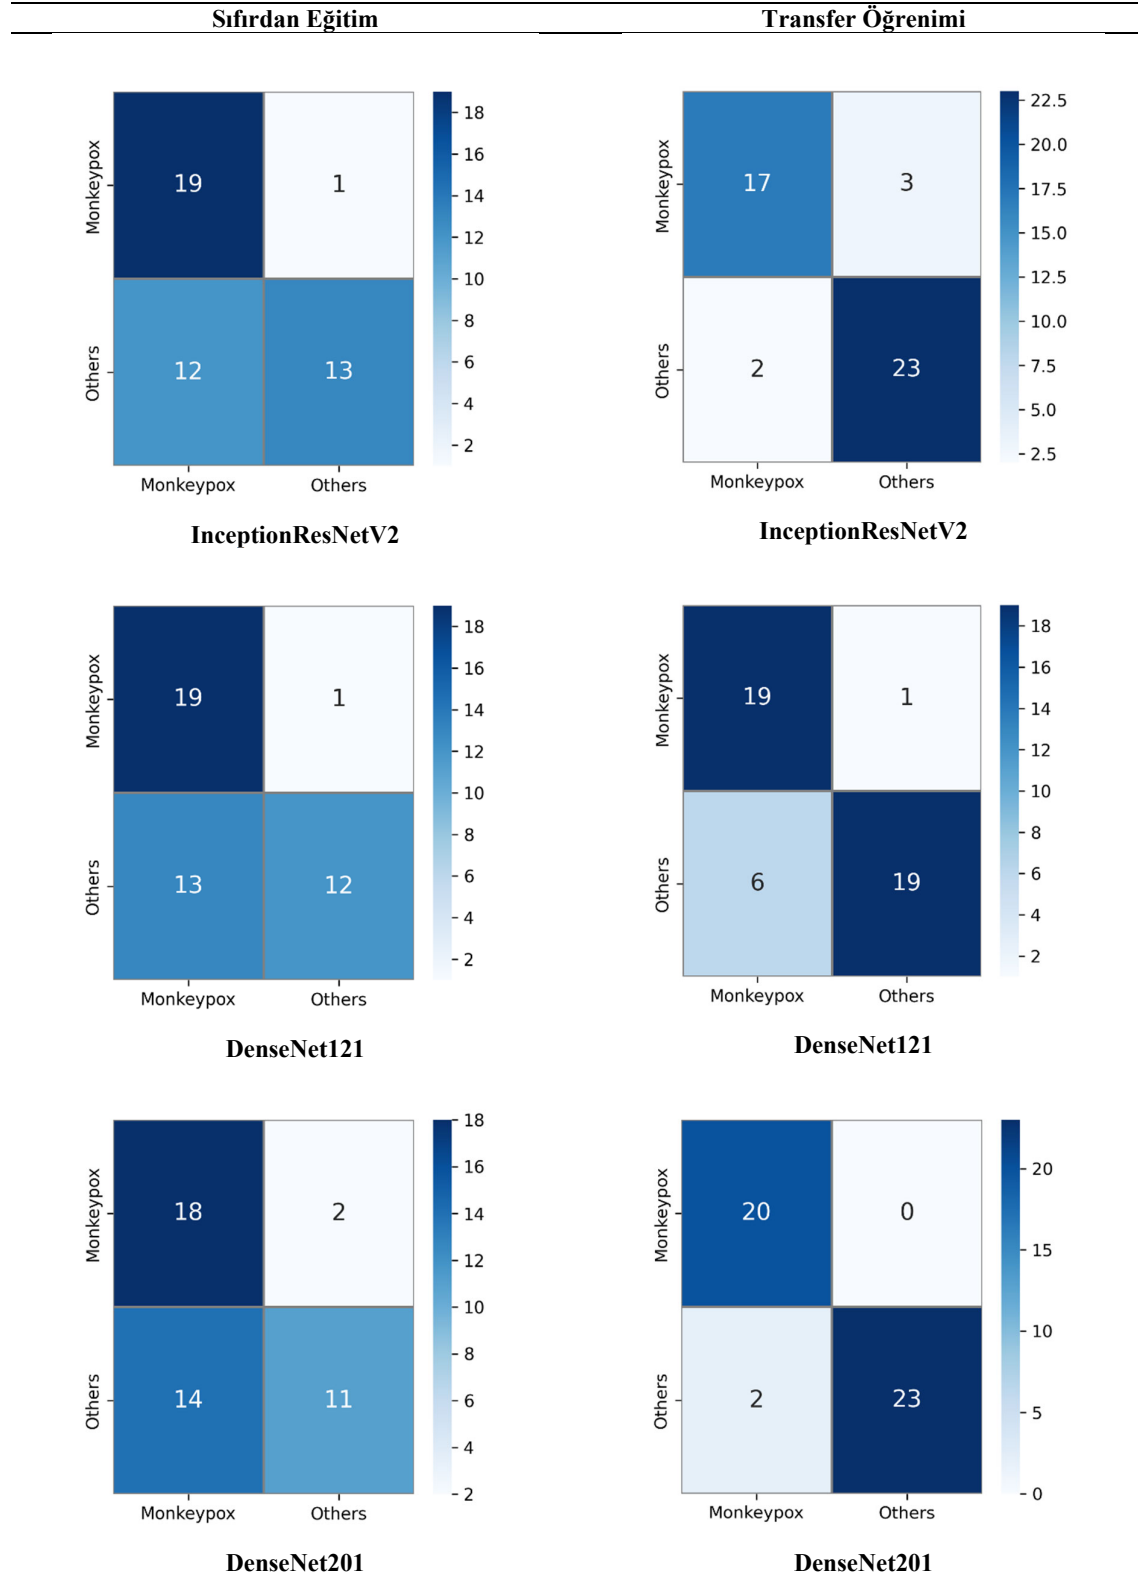 Sıfırdan Eğitim Transfer Öğrenimi
Monkeypox
Others
19 1
12 13
Monkeypox Others
18
16
14
12
10
8
6
4
2
InceptionResNetV2
Monkeypox
Others
17 3
2 23
Monkeypox Others
22.5
20.0
17.5
15.0
12.5
10.0
7.5
5.0
2.5
InceptionResNetV2
Monkeypox
Others
19 1
13 12
Monkeypox Others
18
16
14
12
10
8
6
4
2
DenseNet121
Monkeypox
Others
19 1
6 19
Monkeypox Others
18
16
14
12
10
8
6
4
2
DenseNet121
Monkeypox
Others
18 2
14 11
Monkeypox Others
18
16
14
12
10
8
6
4
2
DenseNet201
Monkeypox
Others
20 0
2 23
Monkeypox Others
20
15
10
5
0
DenseNet201